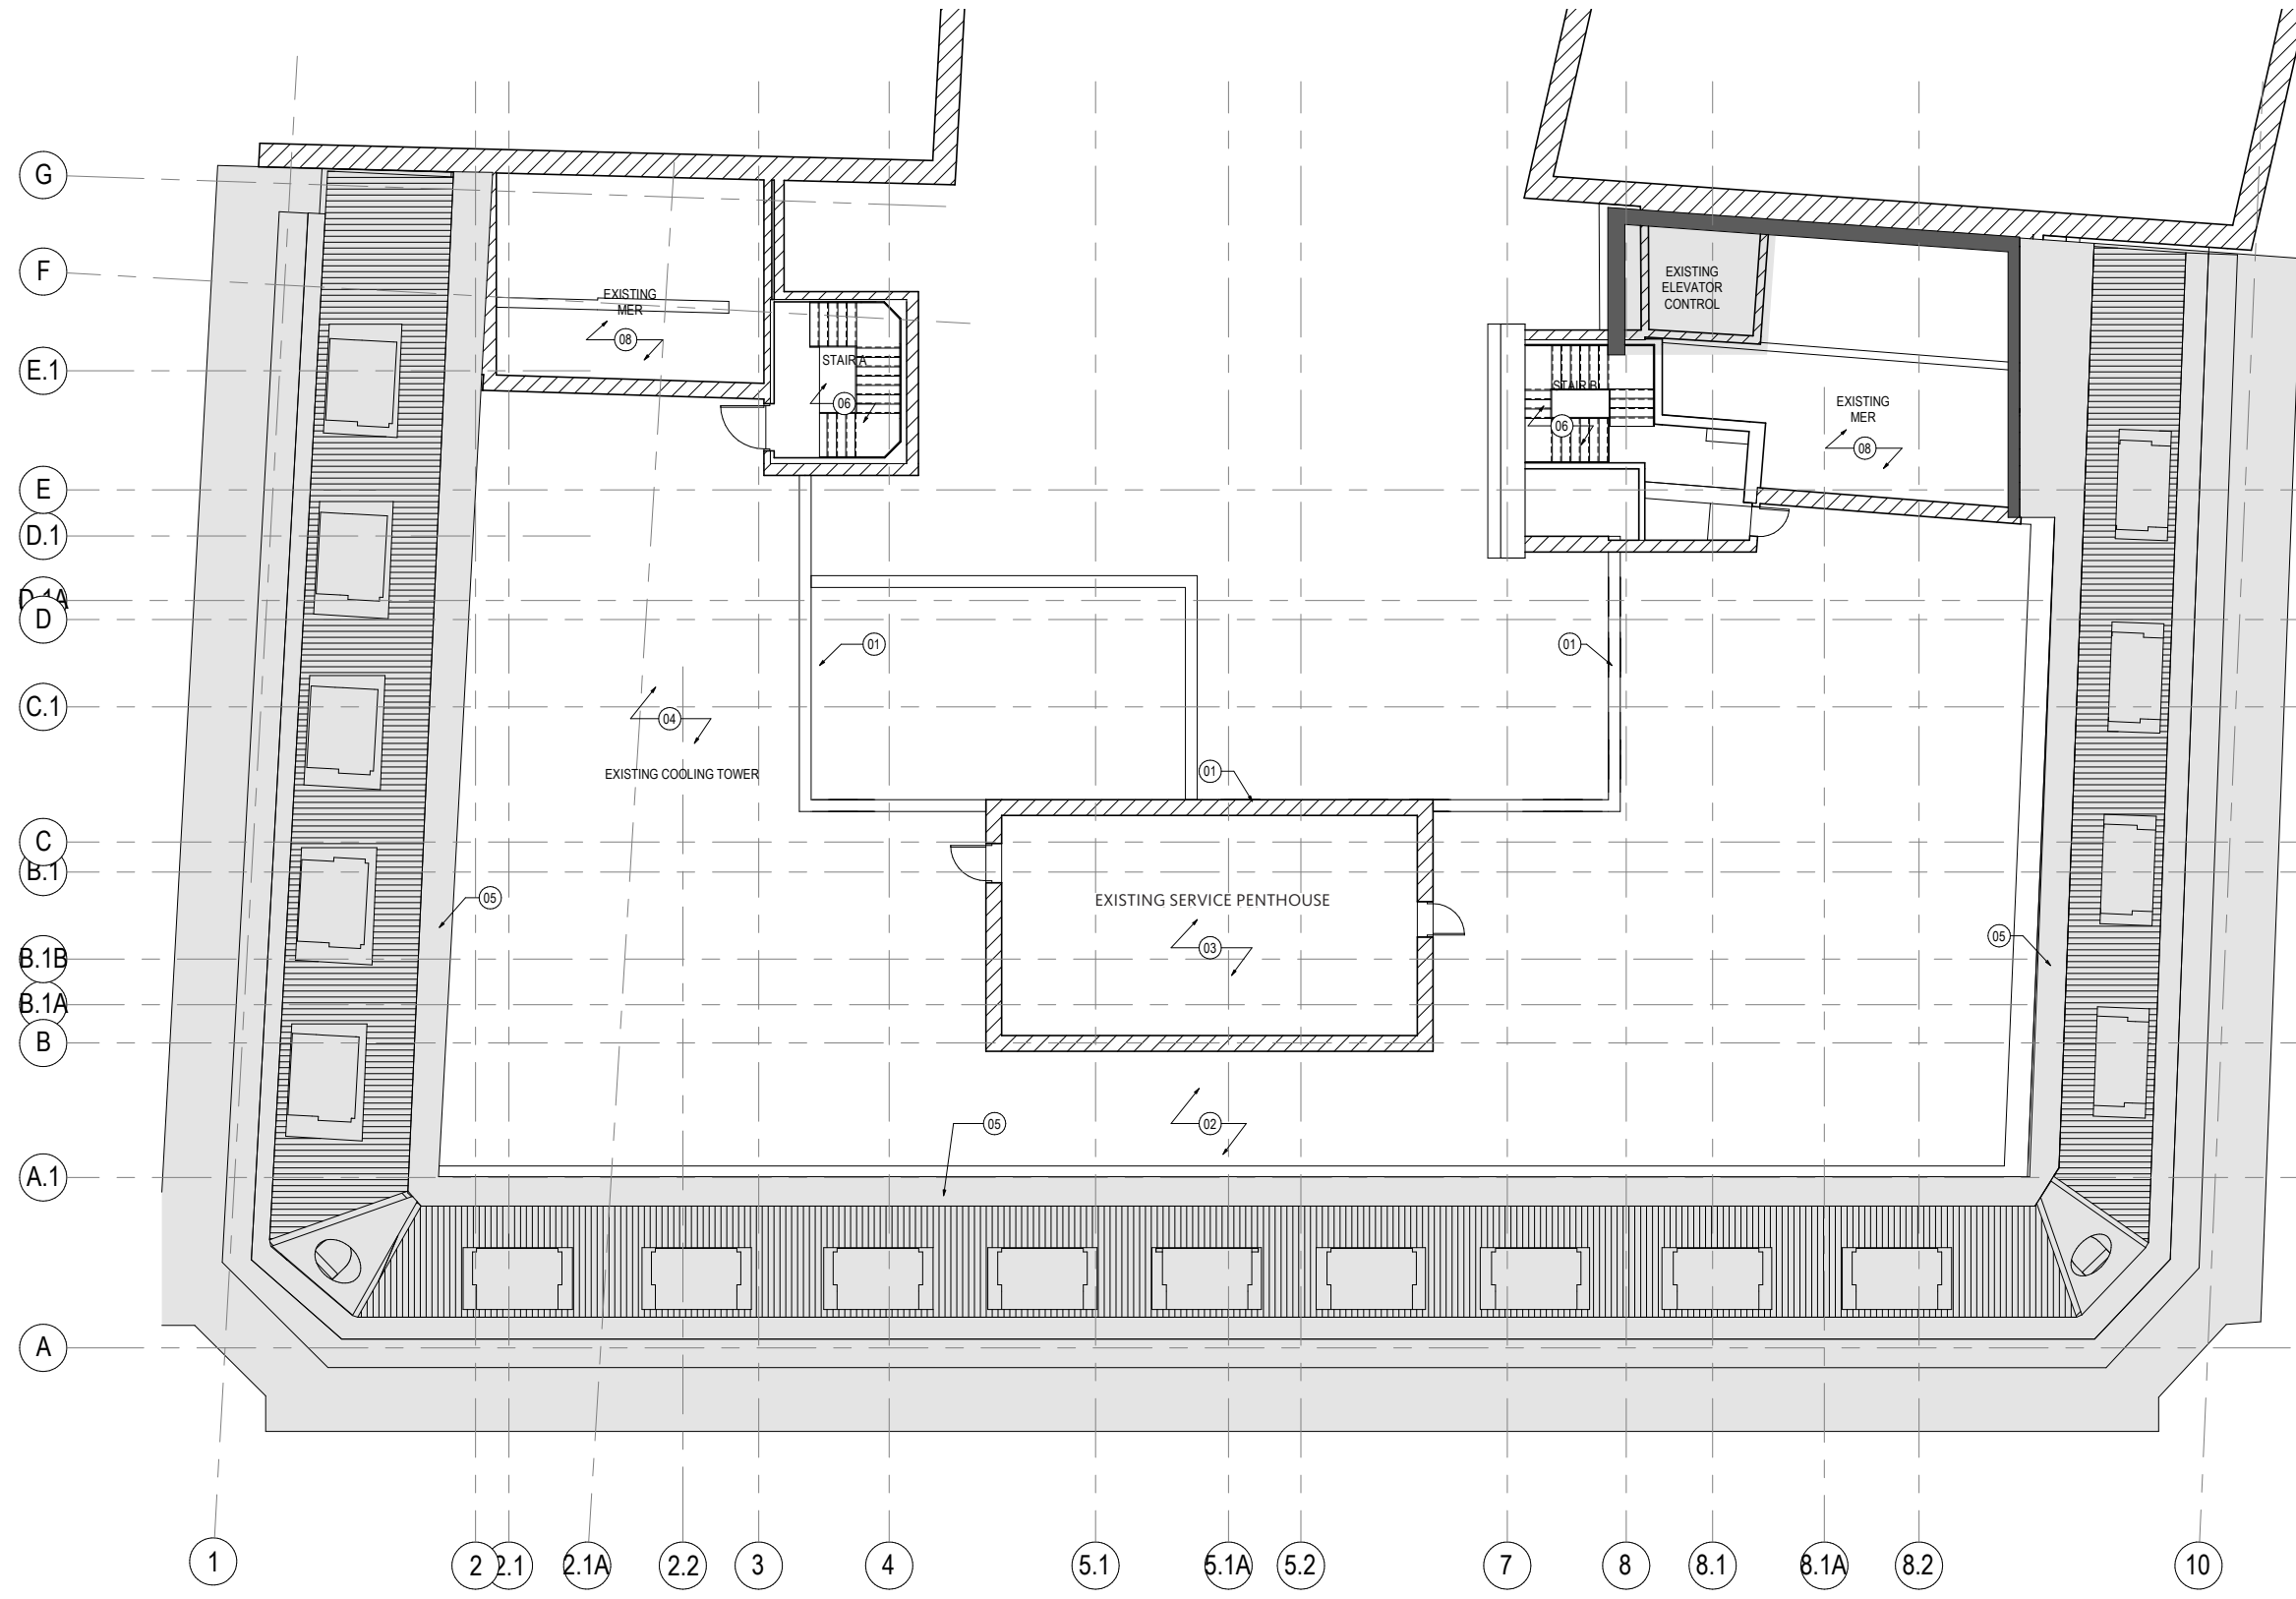 G
F
EXISTING
ELEVATOR
CONTROL
EXISTING
MER
08
E.1
STAIR A
06
STAIR B
06
EXISTING
MER
08
E
D.1
D.1A
D
01
01
C.1
04
EXISTING COOLING TOWER
01
C
B.1
05
EXISTING SERVICE PENTHOUSE
03
05
B.1B
B.1A
B
05
02
A.1
A
1
2
2.1
2.1A
2.2
3
4
5.1
5.1A
5.2
7
8
8.1
8.1A
8.2
10